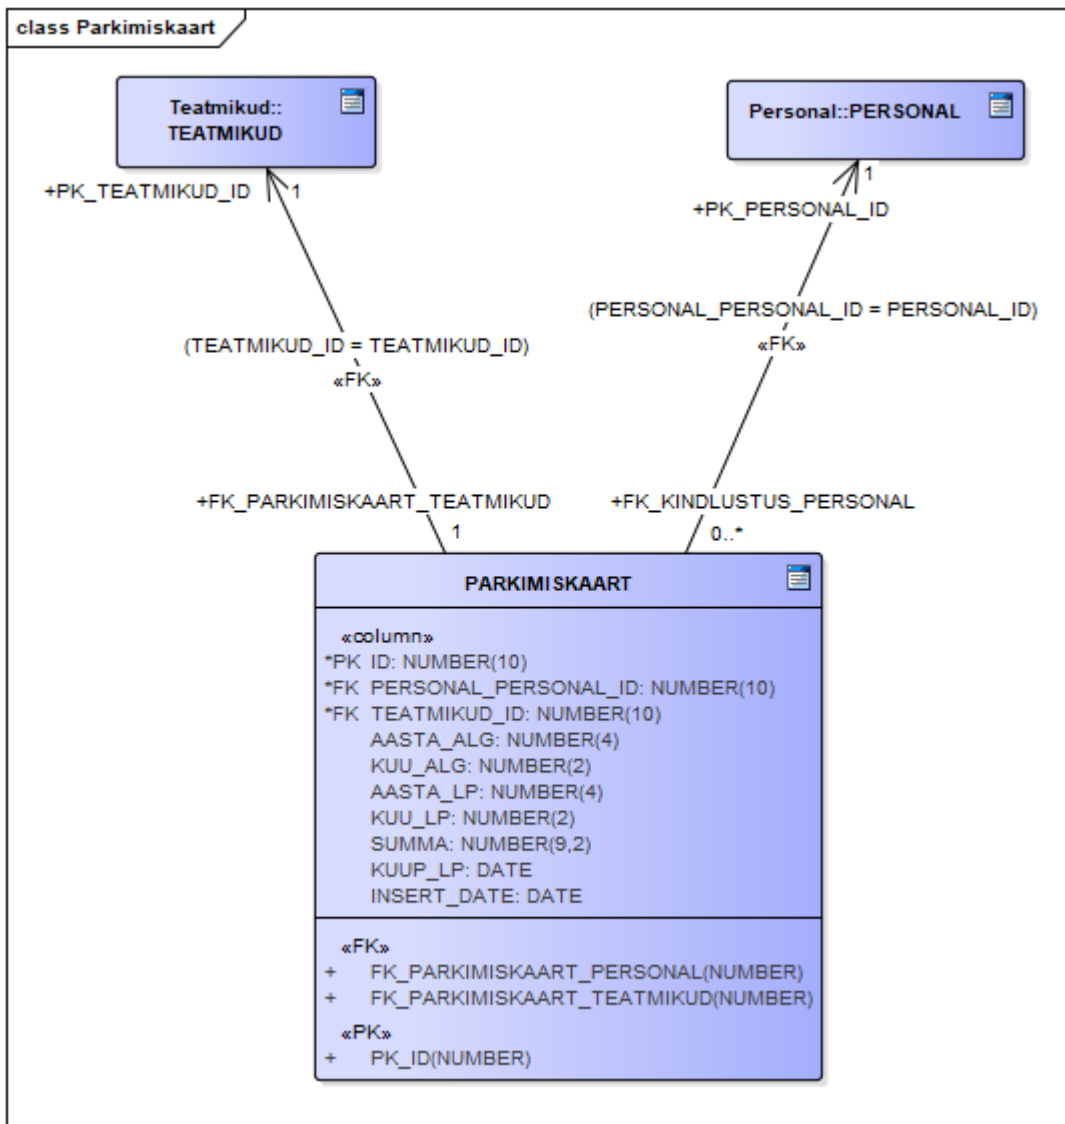 class Parkimiskaart
Teatmikud::
TEATMIKUD
Personal::PERSONAL
+PK_TEATMIKUD_ID
1
1
+PK_PERSONAL_ID
(PERSONAL_PERSONAL_ID = PERSONAL_ID)
«FK»
(TEATMIKUD_ID = TEATMIKUD_ID)
«FK»
+FK_PARKIMISKAART_TEATMIKUD
1
+FK_KINDLUSTUS_PERSONAL
0..*
PARKIMISKAART
«column»
*PK ID: NUMBER(10)
*FK PERSONAL_PERSONAL_ID: NUMBER(10)
*FK TEATMIKUD_ID: NUMBER(10)
AASTA_ALG: NUMBER(4)
KUU_ALG: NUMBER(2)
AASTA_LP: NUMBER(4)
KUU_LP: NUMBER(2)
SUMMA: NUMBER(9,2)
KUUP_LP: DATE
INSERT_DATE: DATE
«FK»
+ FK_PARKIMISKAART_PERSONAL(NUMBER)
+ FK_PARKIMISKAART_TEATMIKUD(NUMBER)
«PK»
+ PK_ID(NUMBER)